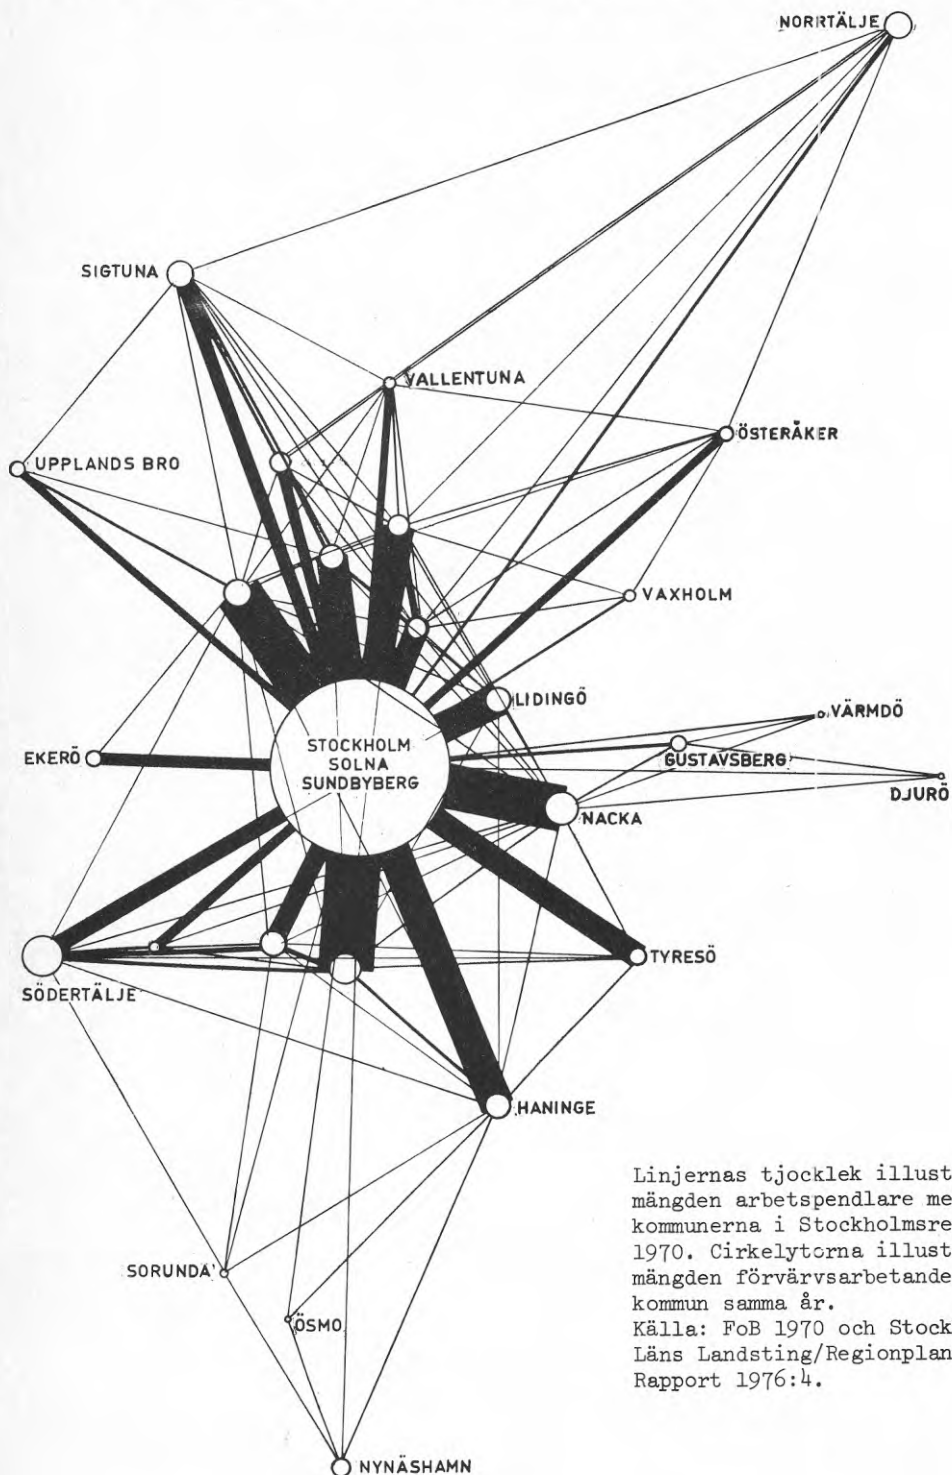 NORRTÄLJE
SIGTUNA
VALLENTUNA
ÖSTERÅKER
UPPLANDS BRO
VAXHOLM
LIDINGÖ
VÄRMDÖ
STOCKHOLM
SOLNA
SUNDBYBERG
EKERÖ
GUSTAVSBERG
DJURÖ
NACKA
TYRESÖ
SÖDERTÄLJE
HANINGE
Linjernas tjocklek illust
mängden arbetspendlare me
kommunerna i Stockholmsre
1970. Cirkelytorna illust
mängden förvärvsarbetande
kommun samma år.
Källa: FoB 1970 och Stock
Läns Landsting/Regionplan
Rapport 1976:4.
SORUNDA
ÖSMO
NYNÄSHAMN